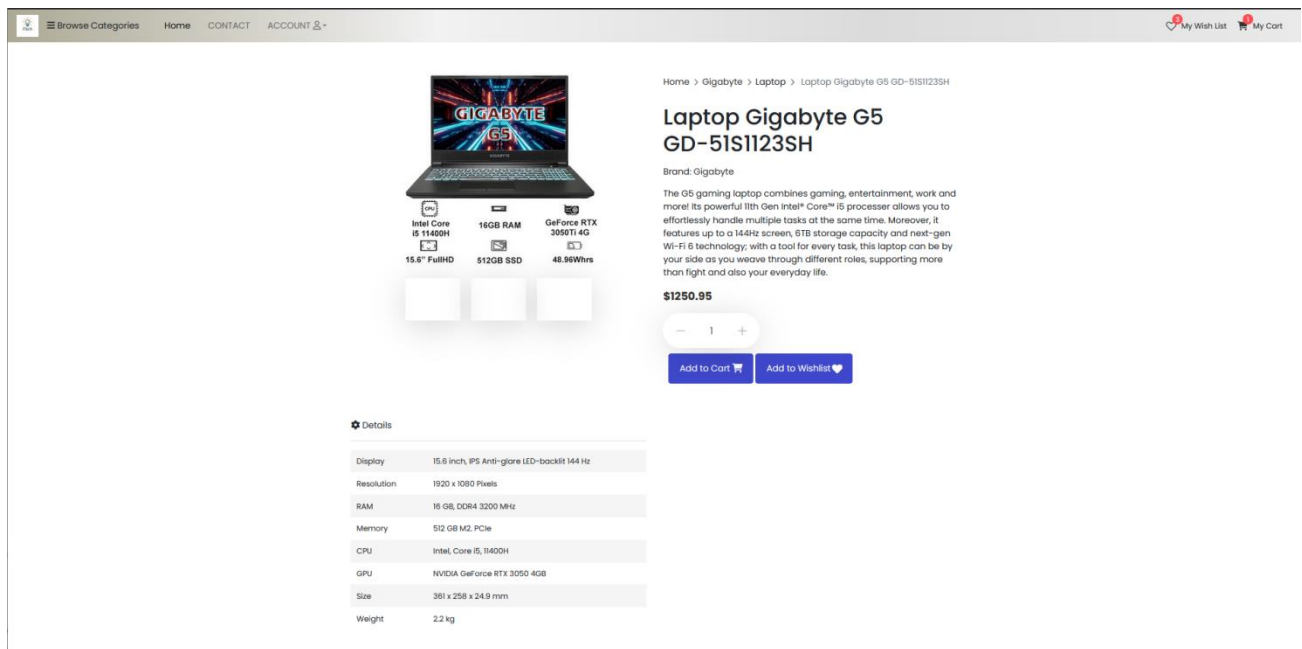 Browse Categories Home CONTACT ACCOUNT
3 My Wish List 1 My Cart
GIGABYTE
G5
GIGABYTE
CPU
Intel Core
i5 11400H
16GB RAM
GeForce RTX
3050Ti 4G
15.6" FullHD
512GB SSD
48.96Whrs
Home > Gigabyte > Laptop > Laptop Gigabyte G5 GD-51S1123SH
Laptop Gigabyte G5
GD-51S1123SH
Brand: Gigabyte
The G5 gaming laptop combines gaming, entertainment, work and
more! Its powerful 11th Gen Intel® Core™ i5 processer allows you to
effortlessly handle multiple tasks at the same time. Moreover, it
features up to a 144Hz screen, 6TB storage capacity and next-gen
Wi-Fi 6 technology; with a tool for every task, this laptop can be by
your side as you weave through different roles, supporting more
than fight and also your everyday life.
$1250.95
— 1 +
Add to Cart
Add to Wishlist
Details
Display 15.6 inch, IPS Anti-glare LED-backlit 144 Hz
Resolution 1920 x 1080 Pixels
RAM 16 GB, DDR4 3200 MHz
Memory 512 GB M2. PCIe
CPU Intel, Core i5, 11400H
GPU NVIDIA GeForce RTX 3050 4GB
Size 361 x 258 x 24.9 mm
Weight 2.2 kg